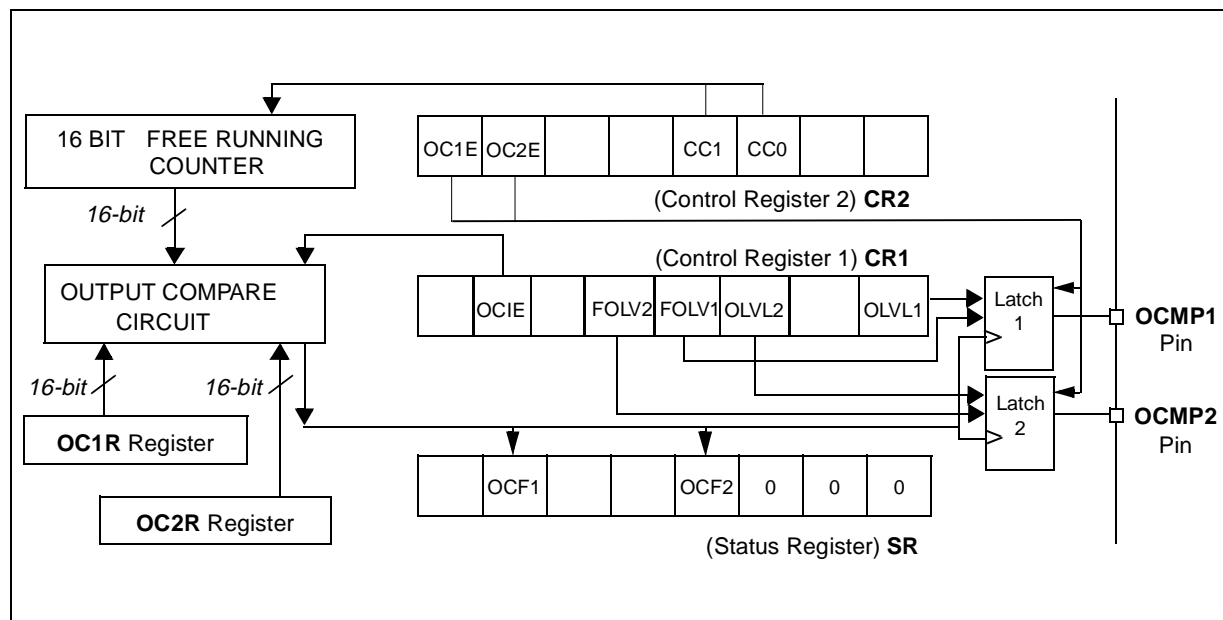 16 BIT FREE RUNNING
COUNTER
OC1E OC2E CC1 CC0
(Control Register 2) CR2
16-bit
(Control Register 1) CR1
OUTPUT COMPARE
CIRCUIT
OCIE FOLV2 FOLV1 OLVL2 OLVL1
Latch
1
OCMP1
Pin
16-bit
16-bit
Latch
2
OCMP2
Pin
OC1R Register
OCF1 OCF2 0 0 0
OC2R Register
(Status Register) SR